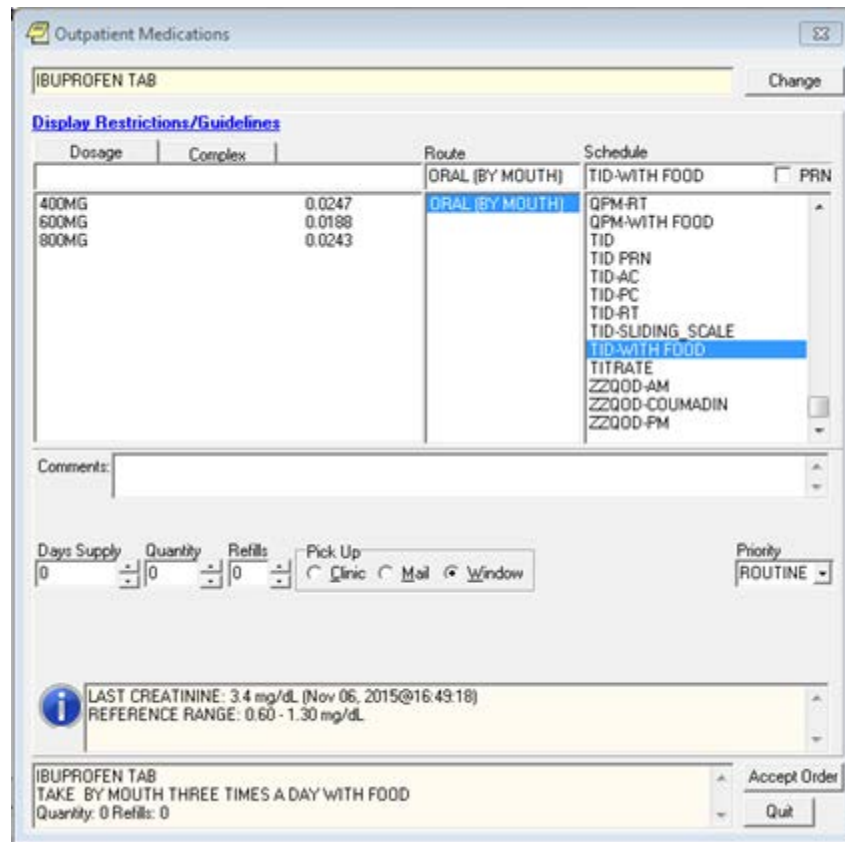 Outpatient Medications
IBUPROFEN TAB
Change
Display Restrictions/Guidelines
Dosage
Complex
Route
Schedule
ORAL (BY MOUTH)
TID-WITH FOOD
PRN
400MG 0.0247
600MG 0.0188
800MG 0.0243
ORAL (BY MOUTH)
QPM-RT
QPM-WITH FOOD
TID
TID PRN
TID-AC
TID-PC
TID-RT
TID-SLIDING_SCALE
TID-WITH FOOD
TITRATE
ZZQOD-AM
ZZQOD-COUMADIN
ZZQOD-PM
Comments:
Days Supply
Quantity
Refills
Pick Up
Priority
0
0
0
Clinic
Mail
Window
ROUTINE
LAST CREATININE: 3.4 mg/dL (Nov 06, 2015@16:49:18)
REFERENCE RANGE: 0.60 - 1.30 mg/dL
IBUPROFEN TAB
TAKE BY MOUTH THREE TIMES A DAY WITH FOOD
Quantity: 0 Refills: 0
Accept Order
Quit